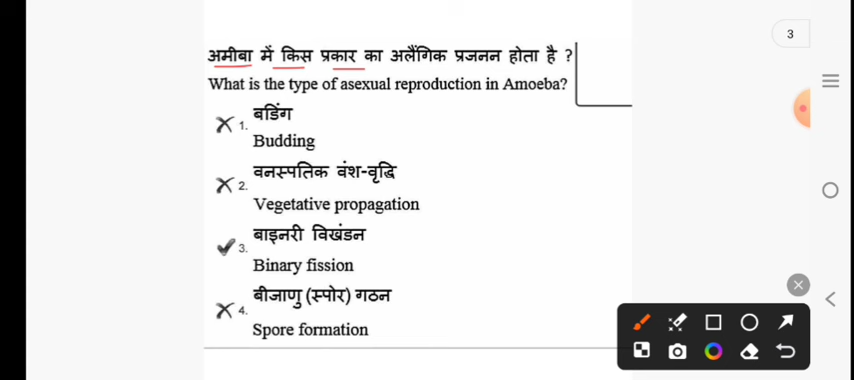 3
अमीबा में किस प्रकार का अलैंगिक प्रजनन होता है ?
What is the type of asexual reproduction in Amoeba?
1. बडिंग
Budding
2. वनस्पतिक वंश-वृद्धि
Vegetative propagation
3. बाइनरी विखंडन
Binary fission
4. बीजाणु (स्पोर) गठन
Spore formation